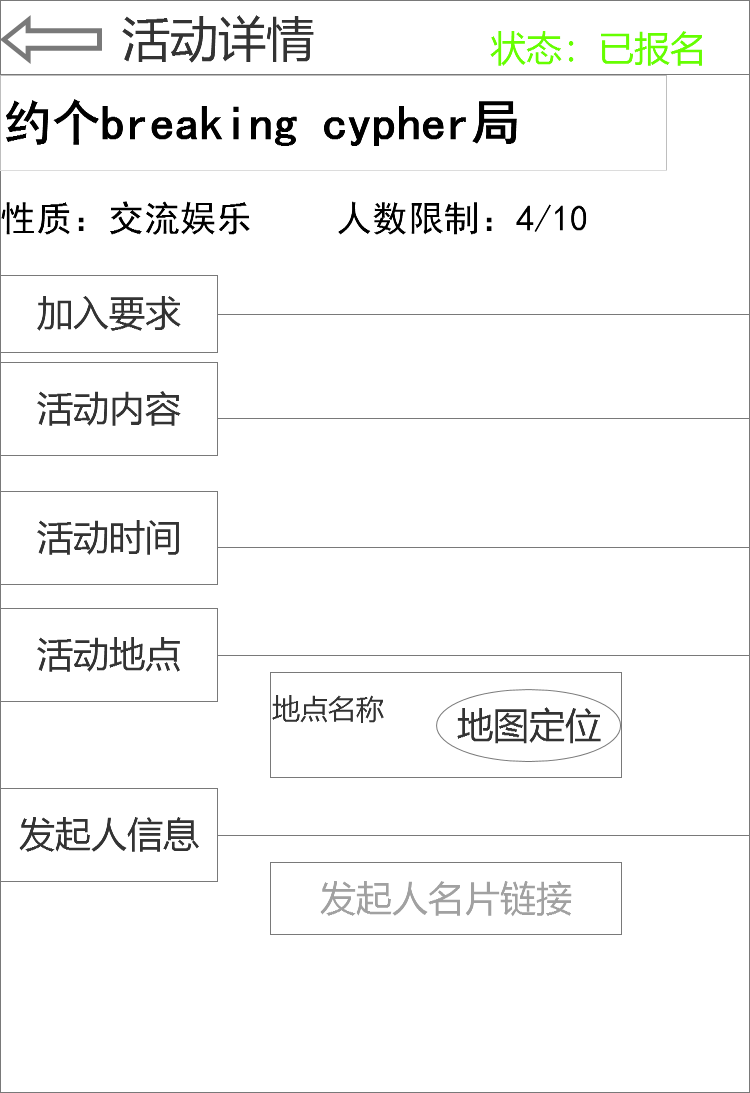 活动详情 状态：已报名
约个breaking cypher局
性质：交流娱乐 人数限制：4/10
加入要求
活动内容
活动时间
活动地点
地点名称 地图定位
发起人信息
发起人名片链接